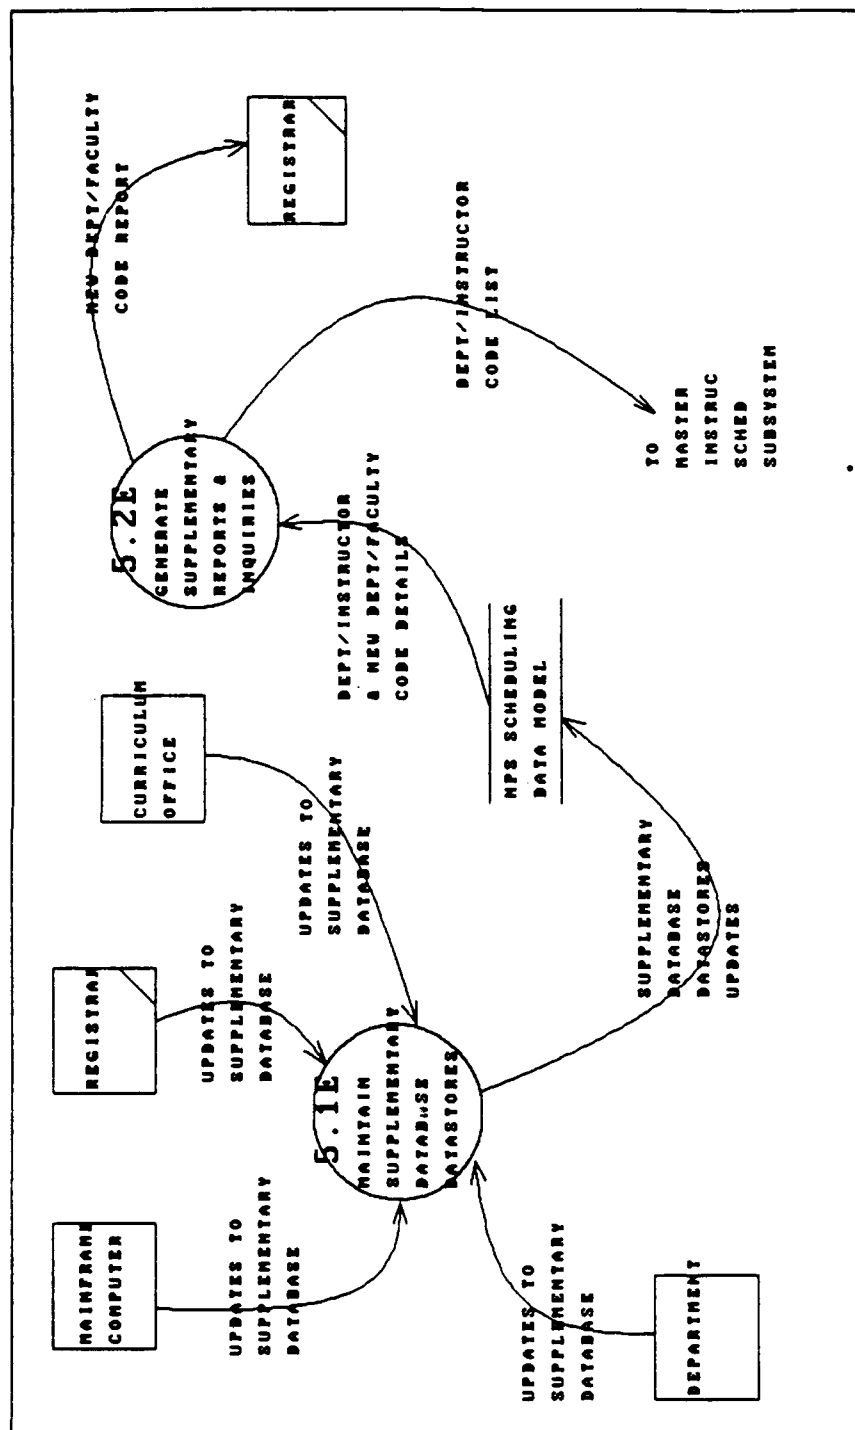 MAINFRAME
COMPUTER
UPDATES TO
SUPPLEMENTARY
DATABASE
REGISTRAR
UPDATES TO
SUPPLEMENTARY
DATABASE
CURRICULUM
OFFICE
UPDATES TO
SUPPLEMENTARY
DATABASE
5.1E
MAINTAIN
SUPPLEMENTARY
DATABASE
DATASTORES
UPDATES TO
SUPPLEMENTARY
DATABASE
DEPARTMENT
SUPPLEMENTARY
DATABASE
DATASTORES
UPDATES
NPS SCHEDULING
DATA MODEL
DEPT/INSTRUCTOR
& NEW DEPT/FACULTY
CODE DETAILS
5.2E
GENERATE
SUPPLEMENTARY
REPORTS &
INQUIRIES
NEW DEPT/FACULTY
CODE REPORT
REGISTRAR
DEPT/INSTRUCTOR
CODE LIST
TO
MASTER
INSTRUC
SCHED
SUBSYSTEM